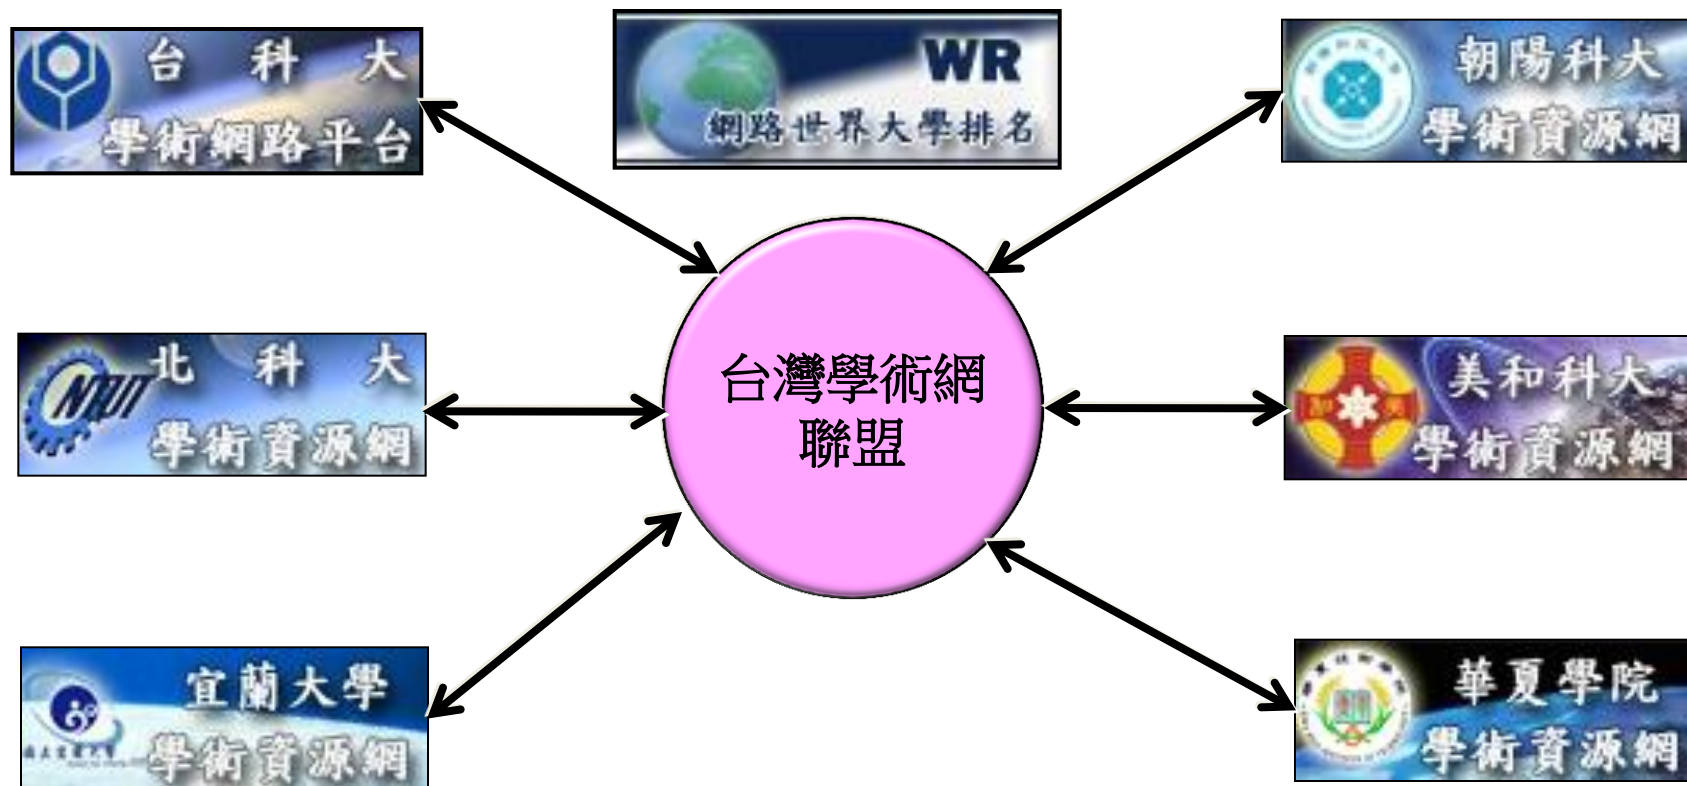 台科大
學術網路平台
WR
網路世界大學排名
朝陽科大
學術資源網
NTUT
北科大
學術資源網
台灣學術網
聯盟
美和科大
學術資源網
宜蘭大學
學術資源網
華夏學院
學術資源網